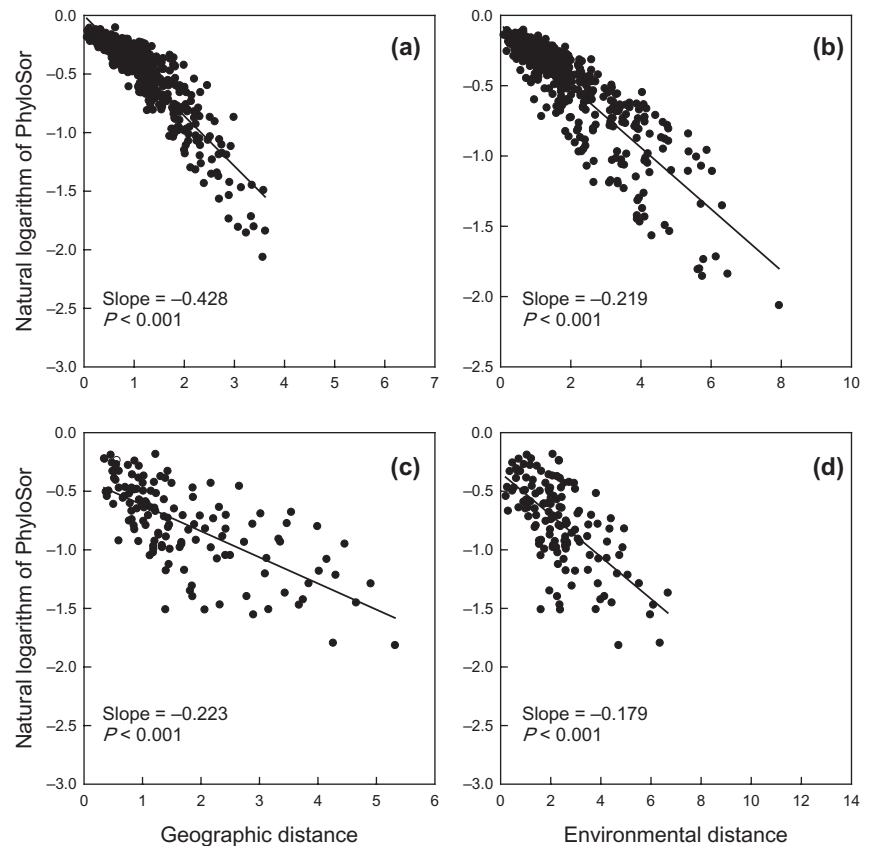 Natural logarithm of PhyloSor
0.0
–0.5
–1.0
–1.5
–2.0
–2.5
–3.0
(a)
Slope = –0.428
P < 0.001
0 1 2 3 4 5 6 7
0.0
–0.5
–1.0
–1.5
–2.0
–2.5
(b)
Slope = –0.219
P < 0.001
0 2 4 6 8 10
Natural logarithm of PhyloSor
0.0
–0.5
–1.0
–1.5
–2.0
–2.5
–3.0
(c)
Slope = –0.223
P < 0.001
0 1 2 3 4 5 6
Geographic distance
0.0
–0.5
–1.0
–1.5
–2.0
–2.5
–3.0
(d)
Slope = –0.179
P < 0.001
0 2 4 6 8 10 12 14
Environmental distance